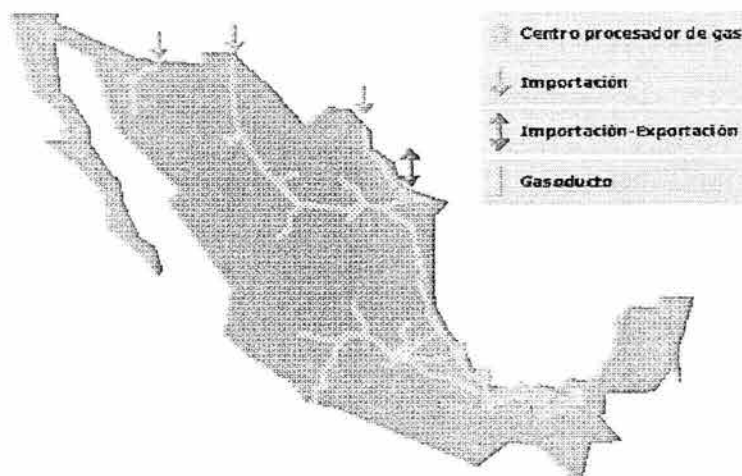 Centro procesador de gas
Importación
Importación-Exportación
Gasoducto